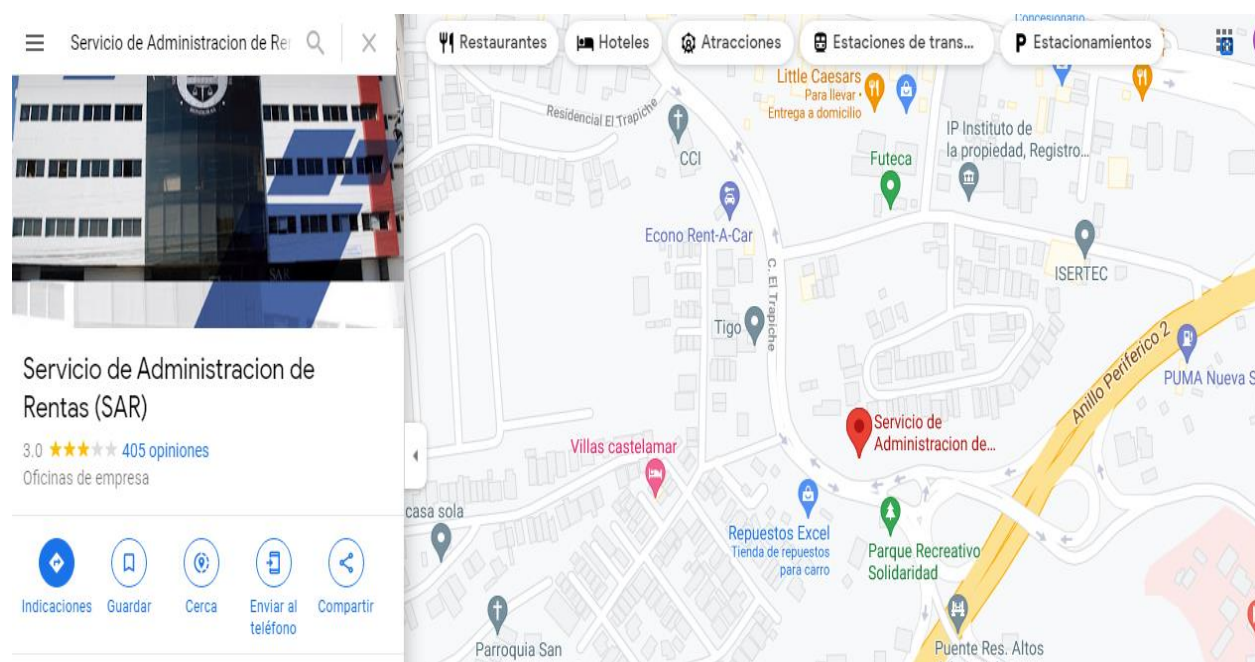 Servicio de Administracion de Re
SAR
Servicio de Administracion de
Rentas (SAR)
3.0
405 opiniones
Oficinas de empresa
Indicaciones
Guardar
Cerca
Enviar al
teléfono
Compartir
Restaurantes
Hoteles
Atracciones
Estaciones de trans...
P Estacionamientos
Concesionario
Little Caesars
Para llevar •
Entrega a domicilio
Residencial El Trapiche
CCI
IP Instituto de
la propiedad, Registro...
Futeca
Econo Rent-A-Car
ISERTEC
C. El Trapiche
Tigo
Anillo Periferico 2
PUMA Nueva S
Servicio de
Administracion de...
Villas castelamar
casa sola
Repuestos Excel
Tienda de repuestos
para carro
Parque Recreativo
Solidaridad
Parroquia San
Puente Res. Altos